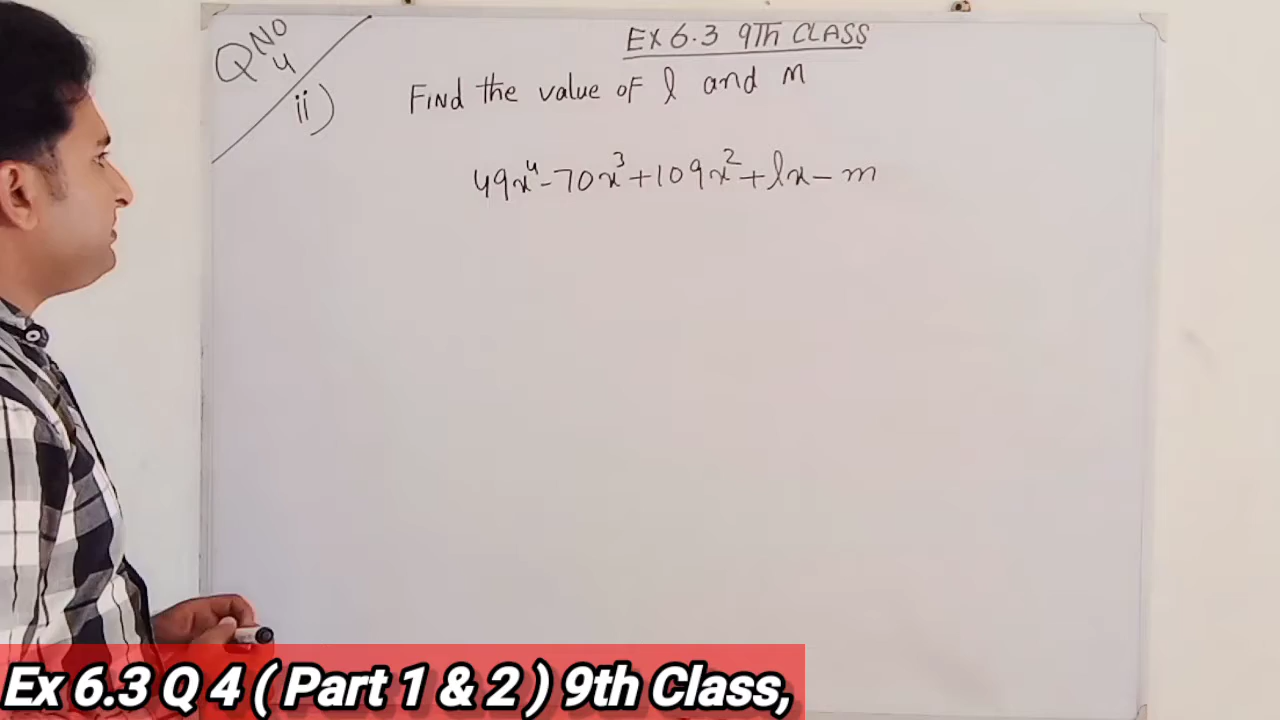 EX 6.3 9TH CLASS
Q NO 4
ii) FIND the value OF l and m
49x⁴-70x³+109x²+lx-m
Ex 6.3 Q 4 ( Part 1 & 2 ) 9th Class,